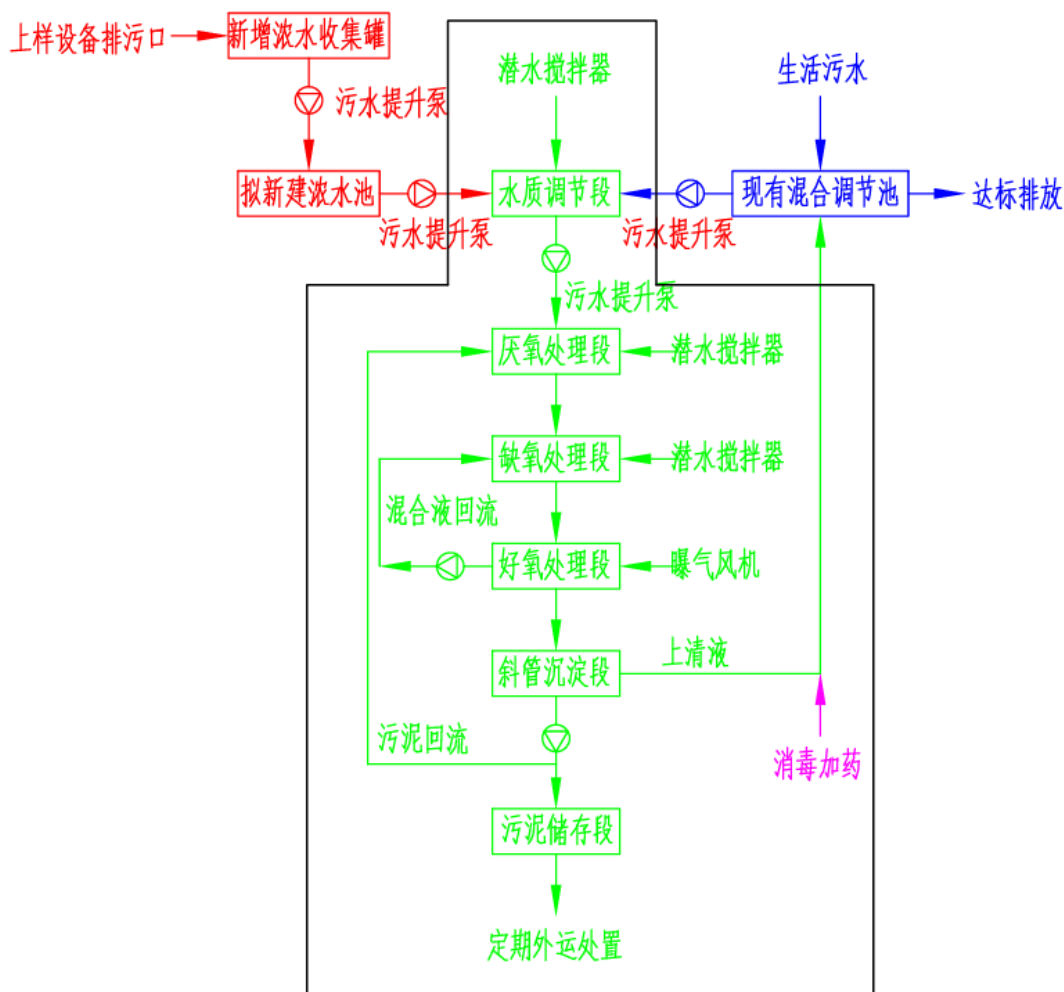 上样设备排污口
新增浓水收集罐
污水提升泵
拟新建浓水池
污水提升泵
潜水搅拌器
水质调节段
生活污水
现有混合调节池
达标排放
污水提升泵
污水提升泵
厌氧处理段
潜水搅拌器
缺氧处理段
潜水搅拌器
混合液回流
好氧处理段
曝气风机
斜管沉淀段
上清液
污泥回流
消毒加药
污泥储存段
定期外运处置